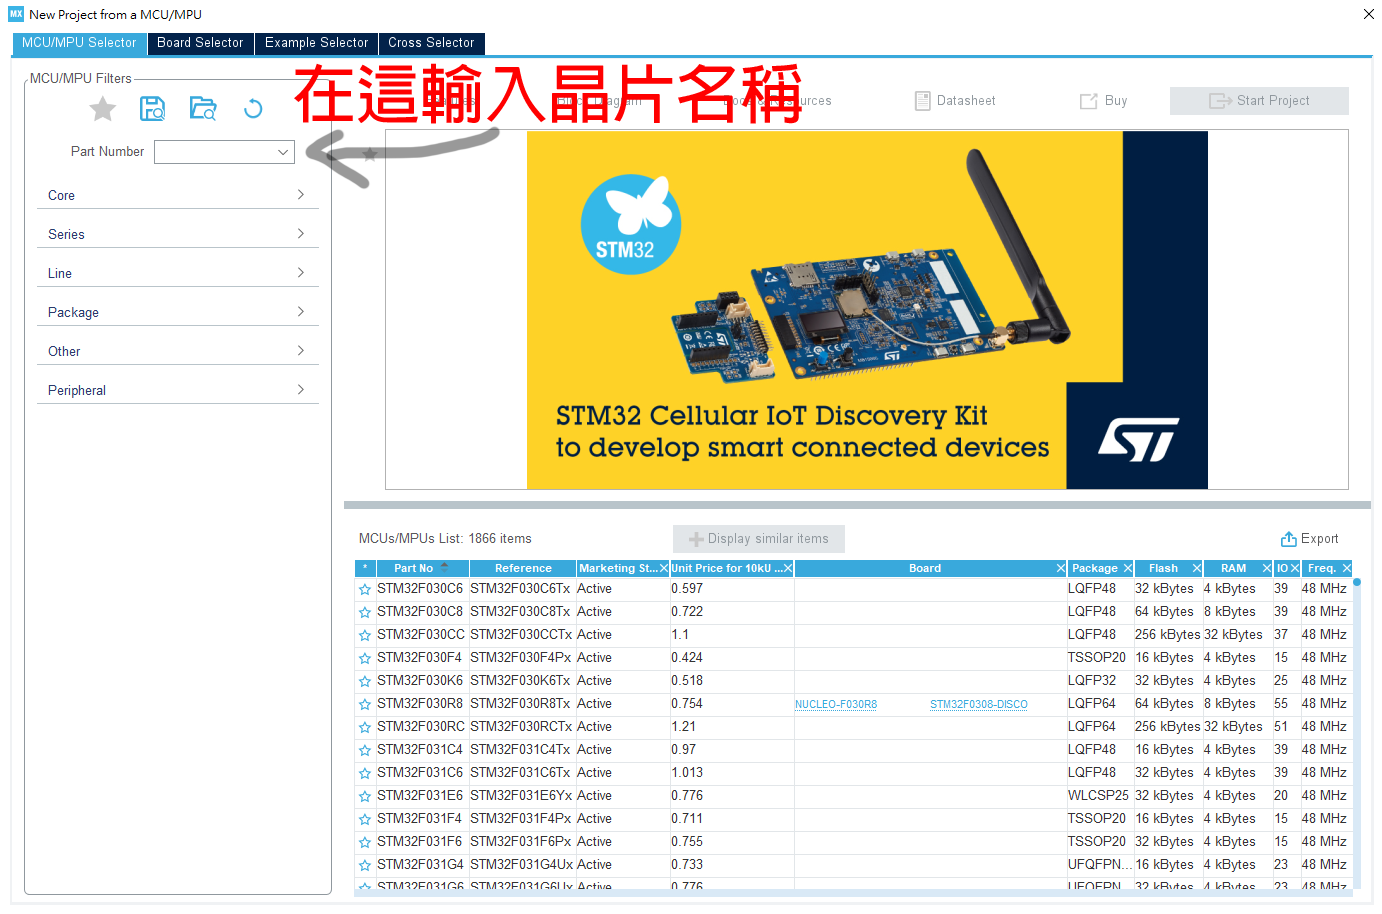 MX New Project from a MCU/MPU
MCU/MPU Selector Board Selector Example Selector Cross Selector
MCU/MPU Filters
在這輸入晶片名稱
Datasheet Buy Start Project
Part Number
Core
Series
Line
Package
Other
Peripheral
STM32
ST
STM32 Cellular IoT Discovery Kit
to develop smart connected devices
ST
MCUs/MPUs List: 1866 items Display similar items Export
* Part No Reference Marketing St... Unit Price for 10kU ... Board Package Flash RAM IO Freq.
STM32F030C6 STM32F030C6Tx Active 0.597 LQFP48 32 kBytes 4 kBytes 39 48 MHz
STM32F030C8 STM32F030C8Tx Active 0.722 LQFP48 64 kBytes 8 kBytes 39 48 MHz
STM32F030CC STM32F030CCTx Active 1.1 LQFP48 256 kBytes 32 kBytes 37 48 MHz
STM32F030F4 STM32F030F4Px Active 0.424 TSSOP20 16 kBytes 4 kBytes 15 48 MHz
STM32F030K6 STM32F030K6Tx Active 0.518 LQFP32 32 kBytes 4 kBytes 25 48 MHz
STM32F030R8 STM32F030R8Tx Active 0.754 NUCLEO-F030R8 STM32F0308-DISCO LQFP64 64 kBytes 8 kBytes 55 48 MHz
STM32F030RC STM32F030RCTx Active 1.21 LQFP64 256 kBytes 32 kBytes 51 48 MHz
STM32F031C4 STM32F031C4Tx Active 0.97 LQFP48 16 kBytes 4 kBytes 39 48 MHz
STM32F031C6 STM32F031C6Tx Active 1.013 LQFP48 32 kBytes 4 kBytes 39 48 MHz
STM32F031E6 STM32F031E6Yx Active 0.776 WLCSP25 32 kBytes 4 kBytes 20 48 MHz
STM32F031F4 STM32F031F4Px Active 0.711 TSSOP20 16 kBytes 4 kBytes 15 48 MHz
STM32F031F6 STM32F031F6Px Active 0.755 TSSOP20 32 kBytes 4 kBytes 15 48 MHz
STM32F031G4 STM32F031G4Ux Active 0.733 UFQFPN... 16 kBytes 4 kBytes 23 48 MHz
STM32F031G6 STM32F031G6Ux Active 0.776 UFQFPN... 32 kBytes 4 kBytes 23 48 MHz